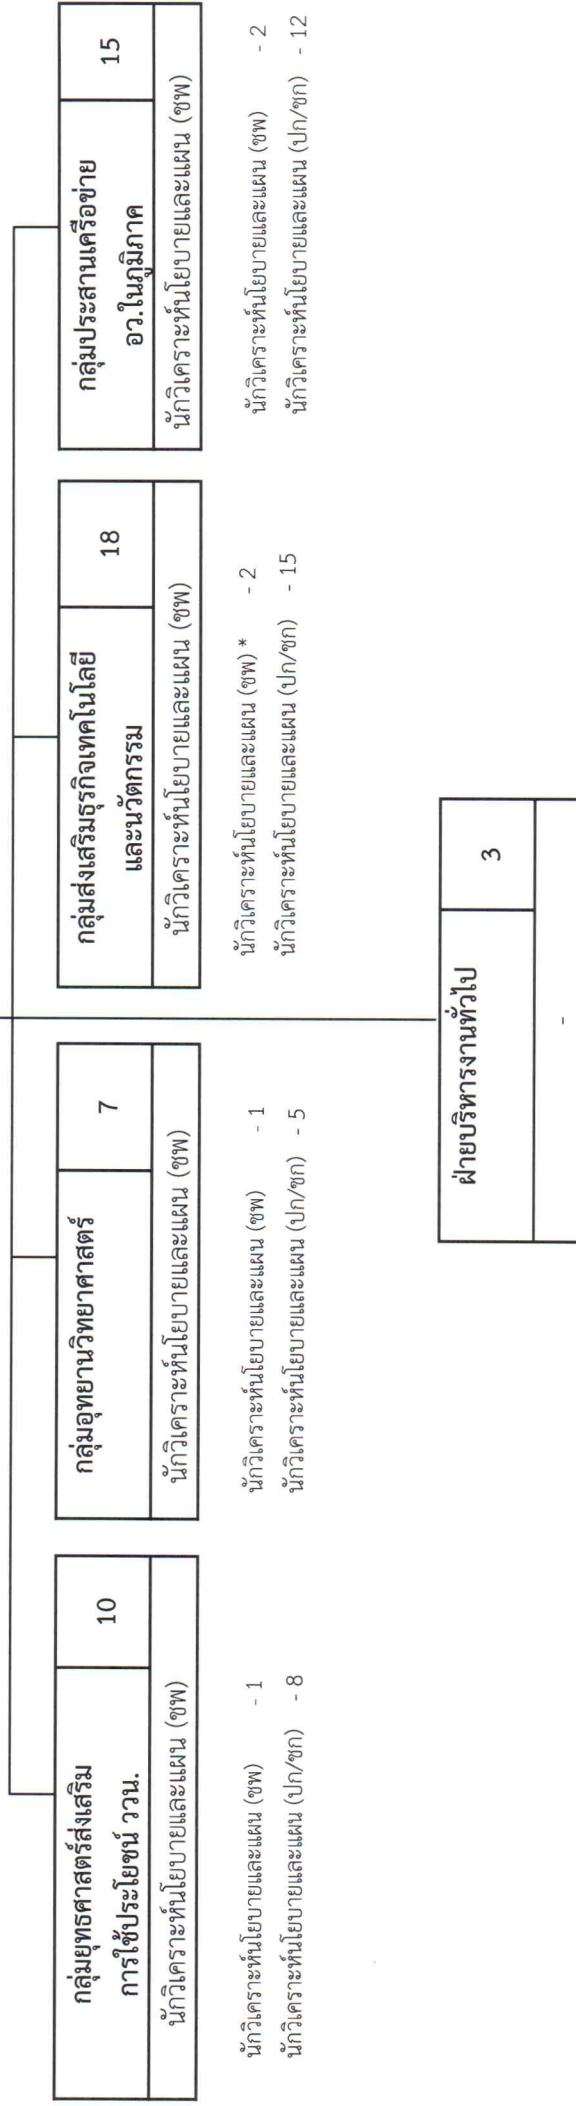 กลุ่มยุทธศาสตร์ส่งเสริม
การใช้ประโยชน์ ววน.
10
นักวิเคราะห์นโยบายและแผน (ชพ)
นักวิเคราะห์นโยบายและแผน (ชพ) - 1
นักวิเคราะห์นโยบายและแผน (ปก/ชก) - 8
กลุ่มอุทยานวิทยาศาสตร์
7
นักวิเคราะห์นโยบายและแผน (ชพ)
นักวิเคราะห์นโยบายและแผน (ชพ) - 1
นักวิเคราะห์นโยบายและแผน (ปก/ชก) - 5
กลุ่มส่งเสริมธุรกิจเทคโนโลยี
และนวัตกรรม
18
นักวิเคราะห์นโยบายและแผน (ชพ)
นักวิเคราะห์นโยบายและแผน (ชพ) * - 2
นักวิเคราะห์นโยบายและแผน (ปก/ชก) - 15
กลุ่มประสานเครือข่าย
อว.ในภูมิภาค
15
นักวิเคราะห์นโยบายและแผน (ชพ)
นักวิเคราะห์นโยบายและแผน (ชพ) - 2
นักวิเคราะห์นโยบายและแผน (ปก/ชก) - 12
ฝ่ายบริหารงานทั่วไป
3
-